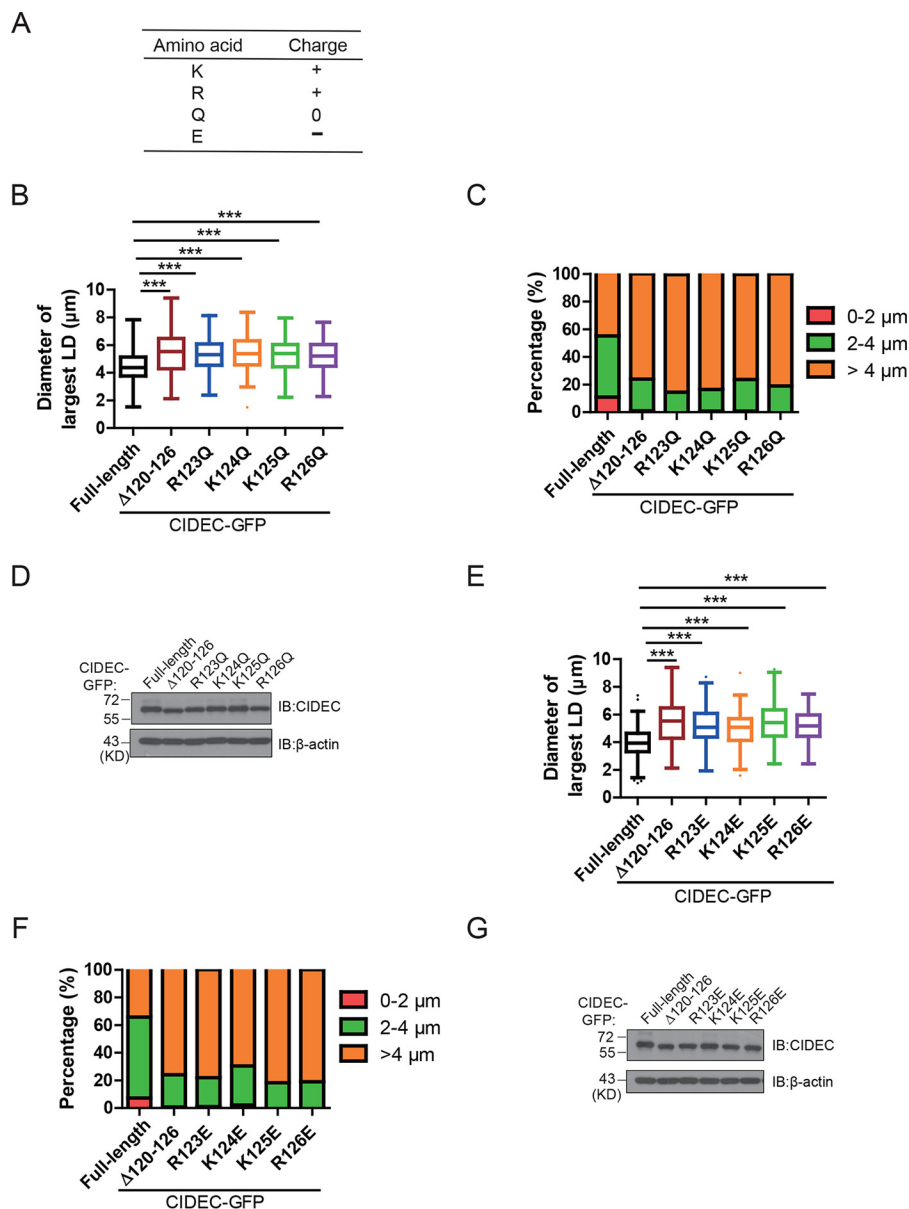 A
Amino acid Charge
K +
R +
Q 0
E -
B
*** 
***
***
***
***
Diameter of
largest LD (µm)
10
8
6
4
2
0
Full-length
Δ120-126
R123Q
K124Q
K125Q
R126Q
CIDEC-GFP
C
Percentage (%)
100
80
60
40
20
0
0-2 µm
2-4 µm
> 4 µm
Full-length
Δ120-126
R123Q
K124Q
K125Q
R126Q
CIDEC-GFP
D
CIDEC-
GFP:
Full-length
Δ120-126
R123Q
K124Q
K125Q
R126Q
72
55
IB:CIDEC
43
(KD)
IB:β-actin
E
***
***
***
***
***
Diameter of
largest LD (µm)
10
8
6
4
2
0
Full-length
Δ120-126
R123E
K124E
K125E
R126E
CIDEC-GFP
F
Percentage (%)
100
80
60
40
20
0
0-2 µm
2-4 µm
>4 µm
Full-length
Δ120-126
R123E
K124E
K125E
R126E
CIDEC-GFP
G
CIDEC-
GFP:
Full-length
Δ120-126
R123E
K124E
K125E
R126E
72
55
IB:CIDEC
43
(KD)
IB:β-actin